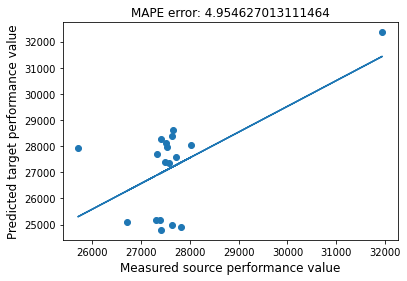 MAPE error: 4.954627013111464
Predicted target performance value
32000
31000
30000
29000
28000
27000
26000
25000
26000 27000 28000 29000 30000 31000 32000
Measured source performance value